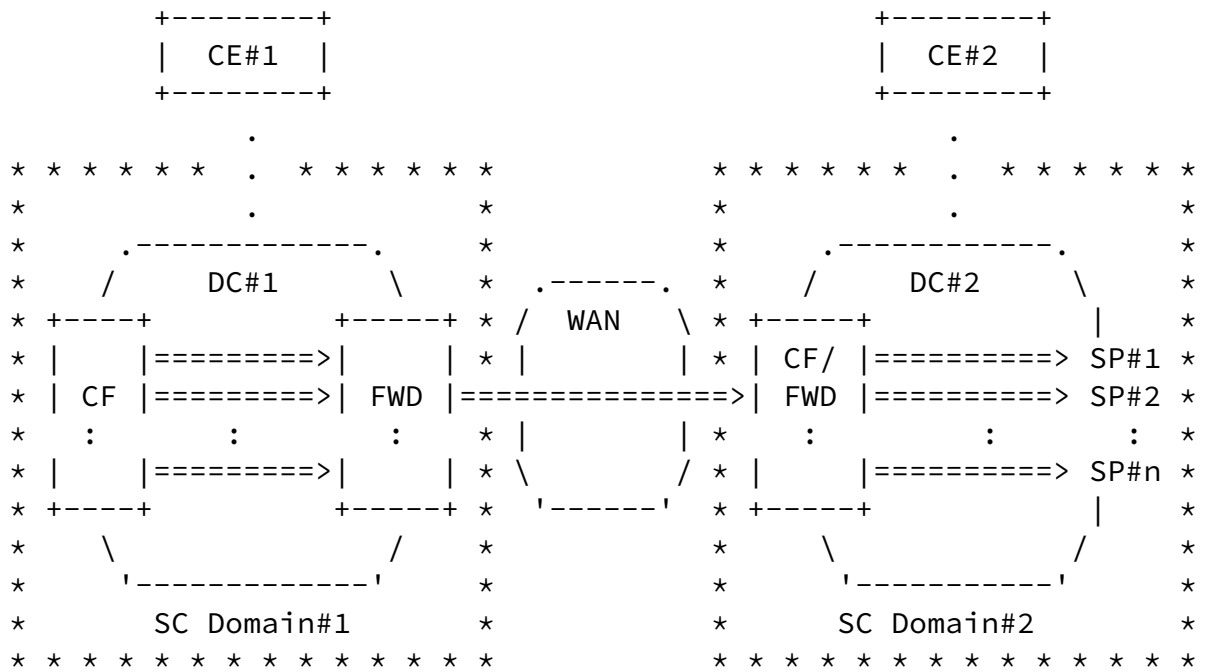 CE#1 CE#2
DC#1 DC#2
WAN
CF/ SP#1
CF FWD FWD SP#2
: : : : : :
SP#n
SC Domain#1 SC Domain#2